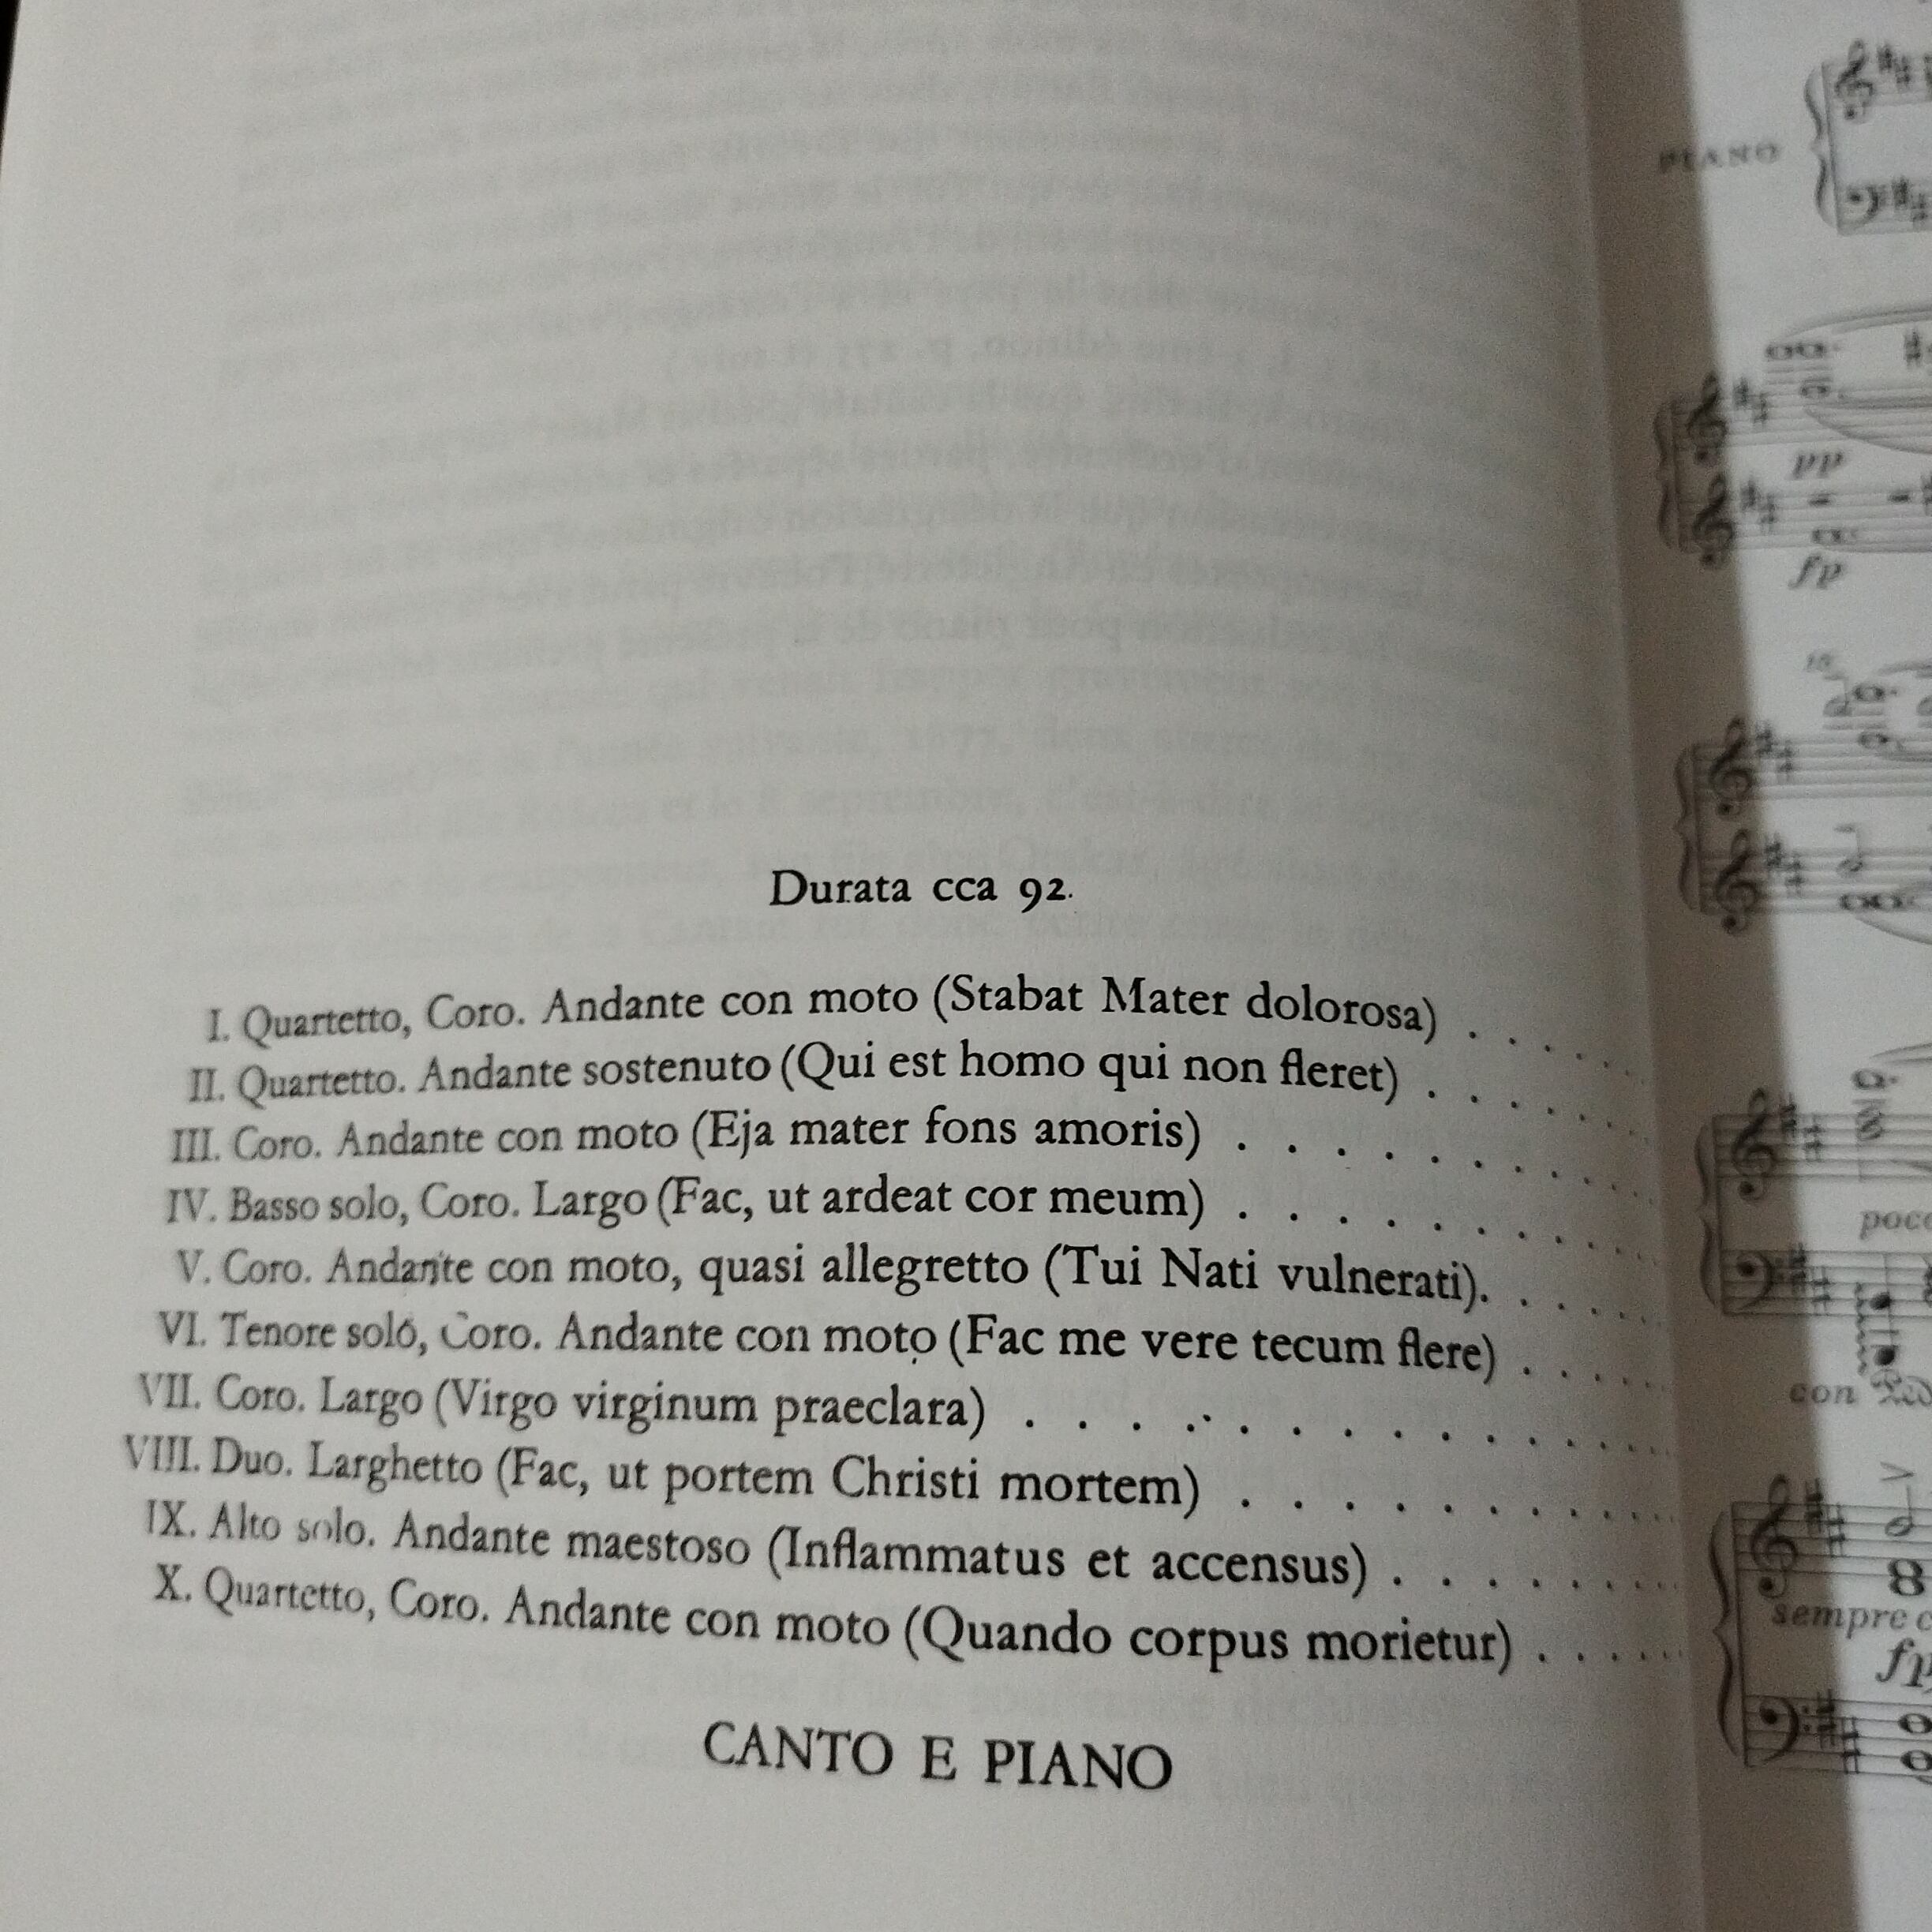 Durata cca 92.
I. Quartetto, Coro. Andante con moto (Stabat Mater dolorosa) . . . . .
II. Quartetto. Andante sostenuto (Qui est homo qui non fleret) . . . . .
III. Coro. Andante con moto (Eja mater fons amoris) . . . . . . . . .
IV. Basso solo, Coro. Largo (Fac, ut ardeat cor meum) . . . . . . . . .
V. Coro. Andante con moto, quasi allegretto (Tui Nati vulnerati). . . . .
VI. Tenore solo, Coro. Andante con moto (Fac me vere tecum flere) . . . . .
VII. Coro. Largo (Virgo virginum praeclara) . . . . . . . . . . . .
VIII. Duo. Larghetto (Fac, ut portem Christi mortem) . . . . . . . . .
IX. Alto solo. Andante maestoso (Inflammatus et accensus) . . . . . . .
X. Quartetto, Coro. Andante con moto (Quando corpus morietur) . . . . .
CANTO E PIANO
PIANO
pp
fp
10
poco
con
sempre
fp